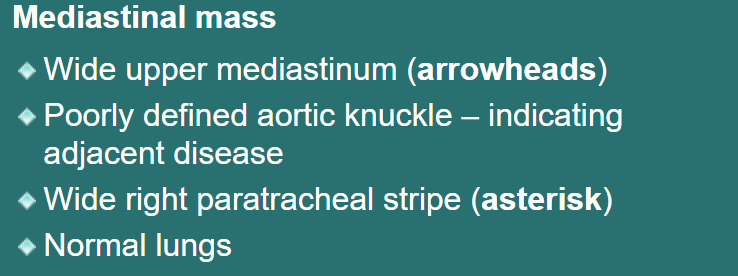 Mediastinal mass
Wide upper mediastinum (arrowheads)
Poorly defined aortic knuckle – indicating
adjacent disease
Wide right paratracheal stripe (asterisk)
Normal lungs